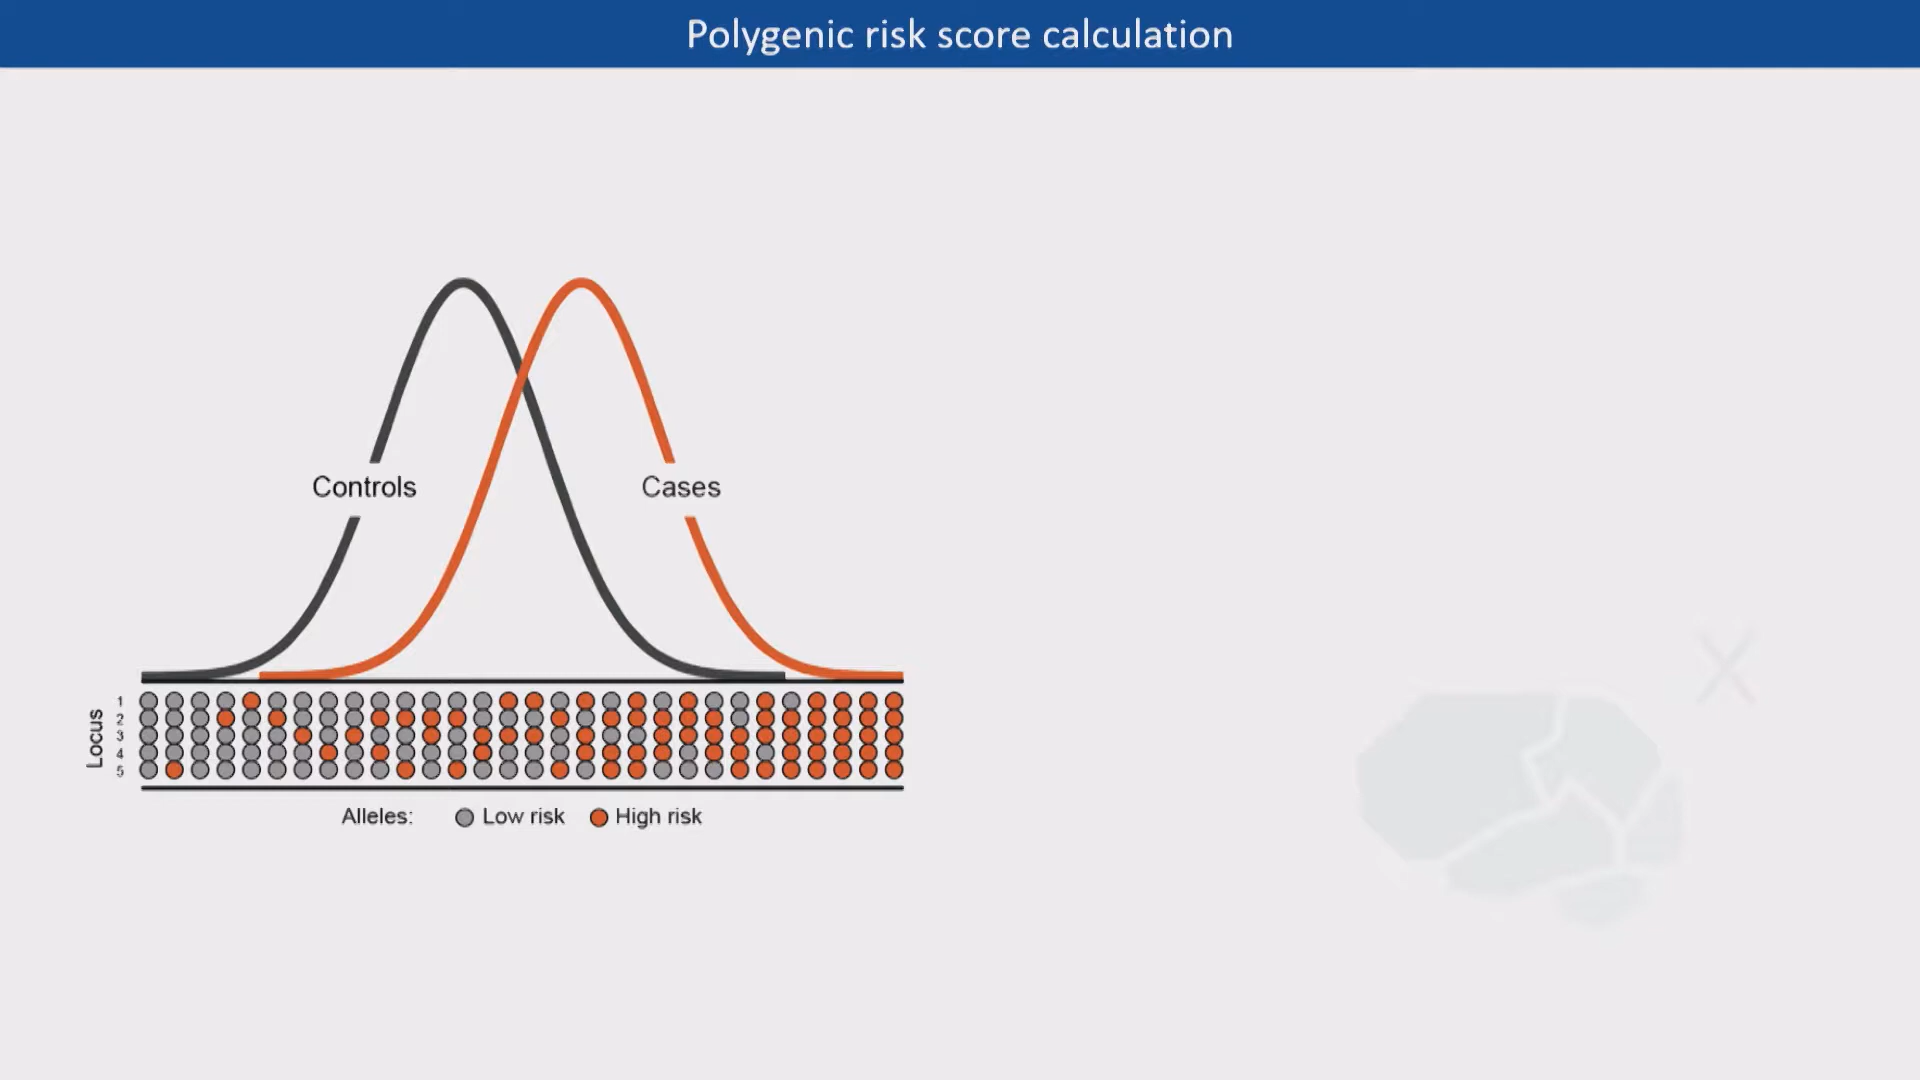 Polygenic risk score calculation
Controls
Cases
Locus
1
2
3
4
5
Alleles: Low risk High risk